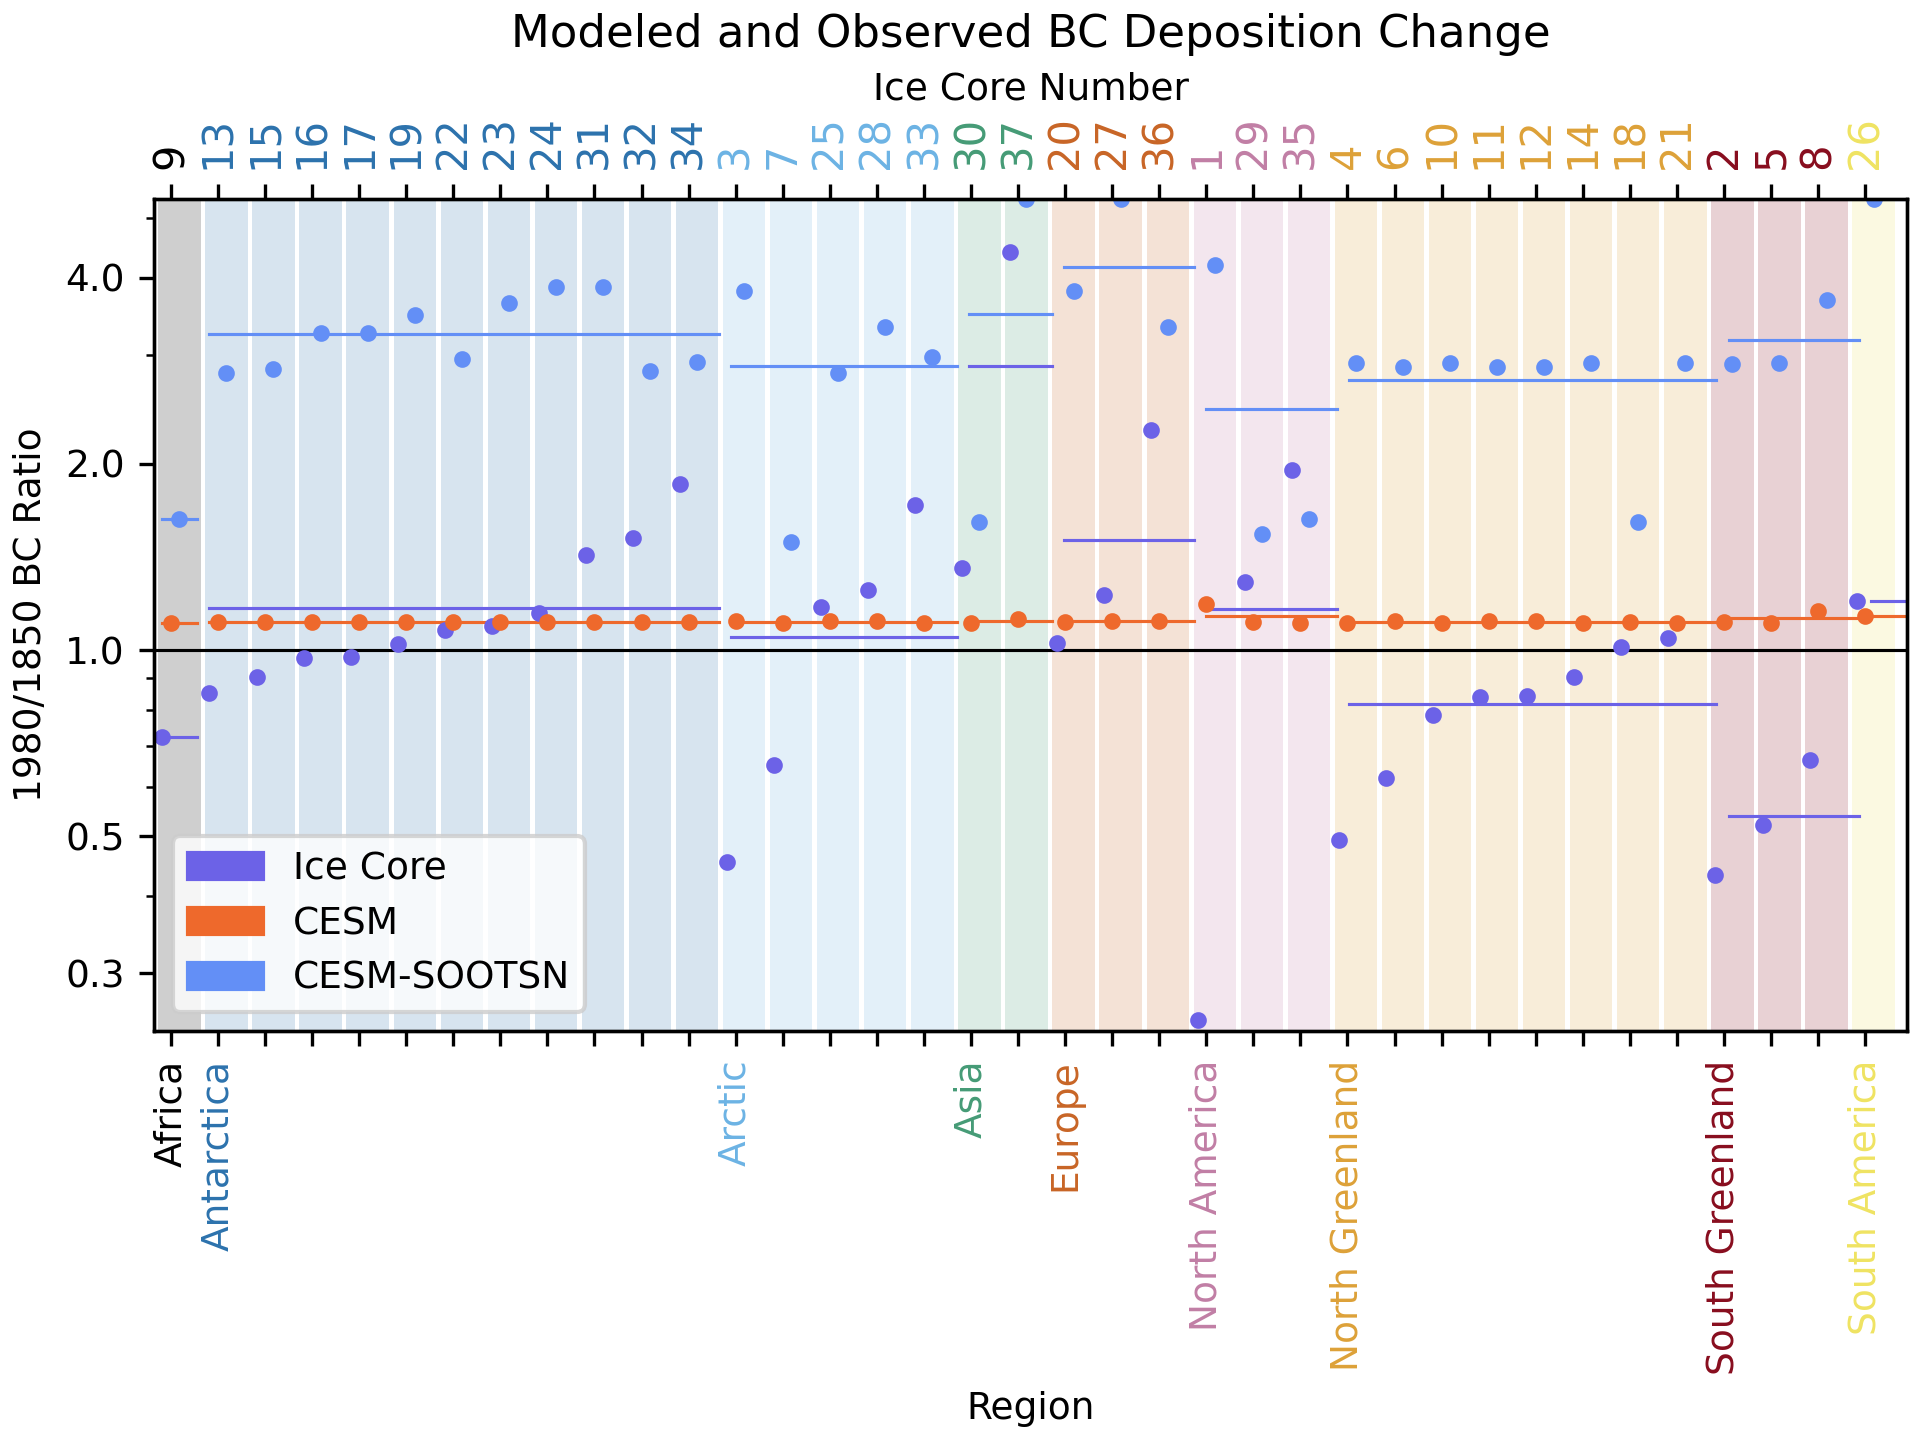 Modeled and Observed BC Deposition Change
Ice Core Number
9 13 15 16 17 19 22 23 24 31 32 34 3 7 25 28 33 30 37 20 27 36 1 29 35 4 6 10 11 12 14 18 21 2 5 8 26
1980/1850 BC Ratio
4.0
2.0
1.0
0.5
0.3
Ice Core
CESM
CESM-SOOTSN
Africa Antarctica Arctic Asia Europe North America North Greenland South Greenland South America
Region